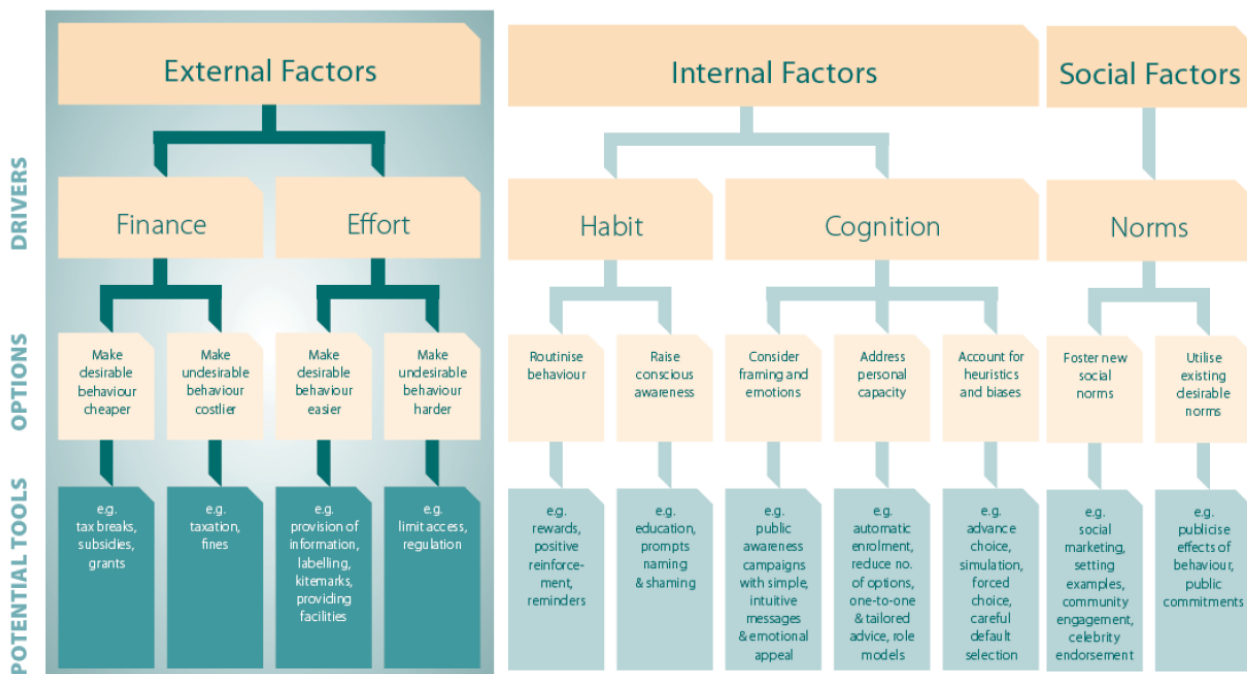 External Factors
Internal Factors
Social Factors
DRIVERS
Finance
Effort
Habit
Cognition
Norms
OPTIONS
Make
desirable
behaviour
cheaper
Make
undesirable
behaviour
costlier
Make
desirable
behaviour
easier
Make
undesirable
behaviour
harder
Routinise
behaviour
Raise
conscious
awareness
Consider
framing and
emotions
Address
personal
capacity
Account for
heuristics
and biases
Foster new
social
norms
Utilise
existing
desirable
norms
POTENTIAL TOOLS
e.g.
tax breaks,
subsidies,
grants
e.g.
taxation,
fines
e.g.
provision of
information,
labelling,
kitemarks,
providing
facilities
e.g.
limit access,
regulation
e.g.
rewards,
positive
reinforce-
ment,
reminders
e.g.
education,
prompts
naming
& shaming
e.g.
public
awareness
campaigns
with simple,
intuitive
messages
& emotional
appeal
e.g.
automatic
enrolment,
reduce no.
of options,
one-to-one
& tailored
advice, role
models
e.g.
advance
choice,
simulation,
forced
choice,
careful
default
selection
e.g.
social
marketing,
setting
examples,
community
engagement,
celebrity
endorsement
e.g.
publicise
effects of
behaviour,
public
commitments